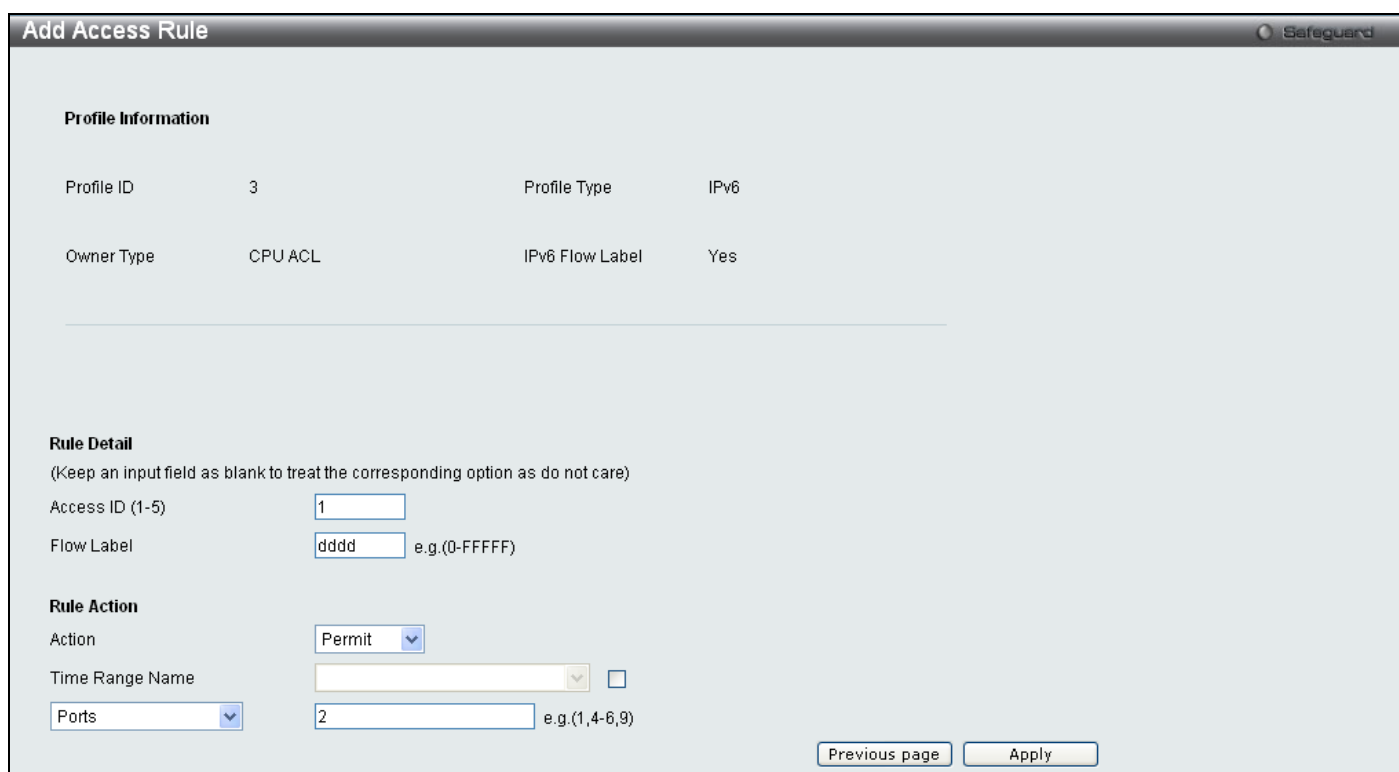 Add Access Rule
Safeguard
Profile Information
Profile ID 3 Profile Type IPv6
Owner Type CPU ACL IPv6 Flow Label Yes
Rule Detail
(Keep an input field as blank to treat the corresponding option as do not care)
Access ID (1-5) 1
Flow Label dddd e.g.(0-FFFFF)
Rule Action
Action Permit
Time Range Name
Ports 2 e.g.(1,4-6,9)
Previous page Apply